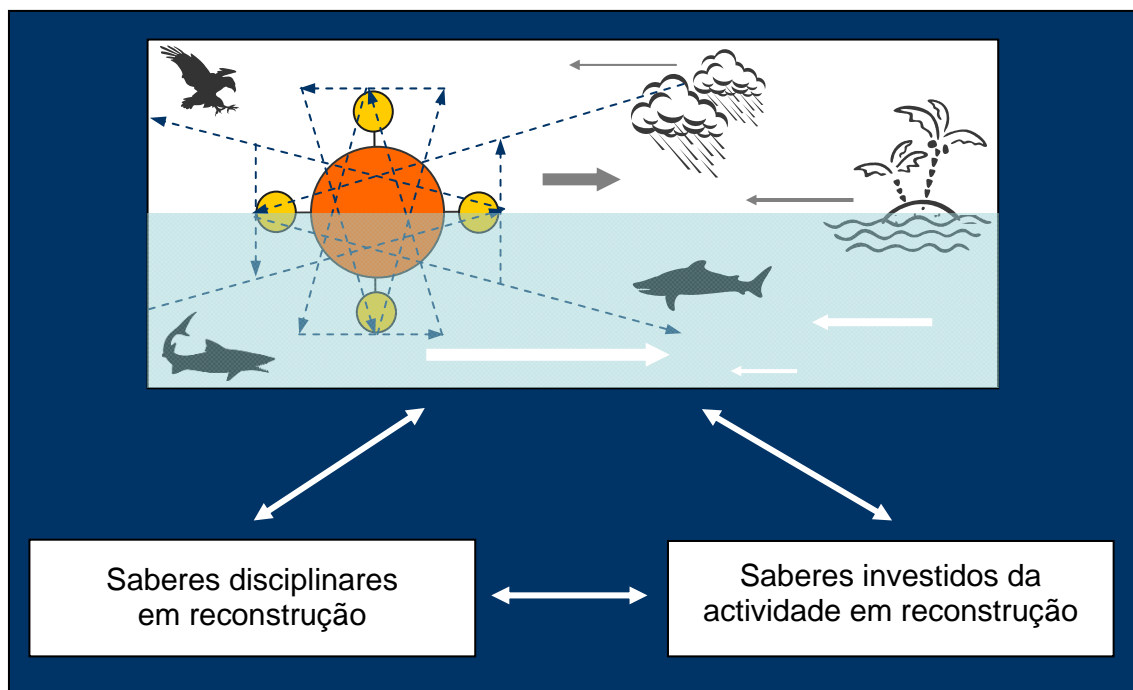 Saberes disciplinares
em reconstrução
Saberes investidos da
actividade em reconstrução